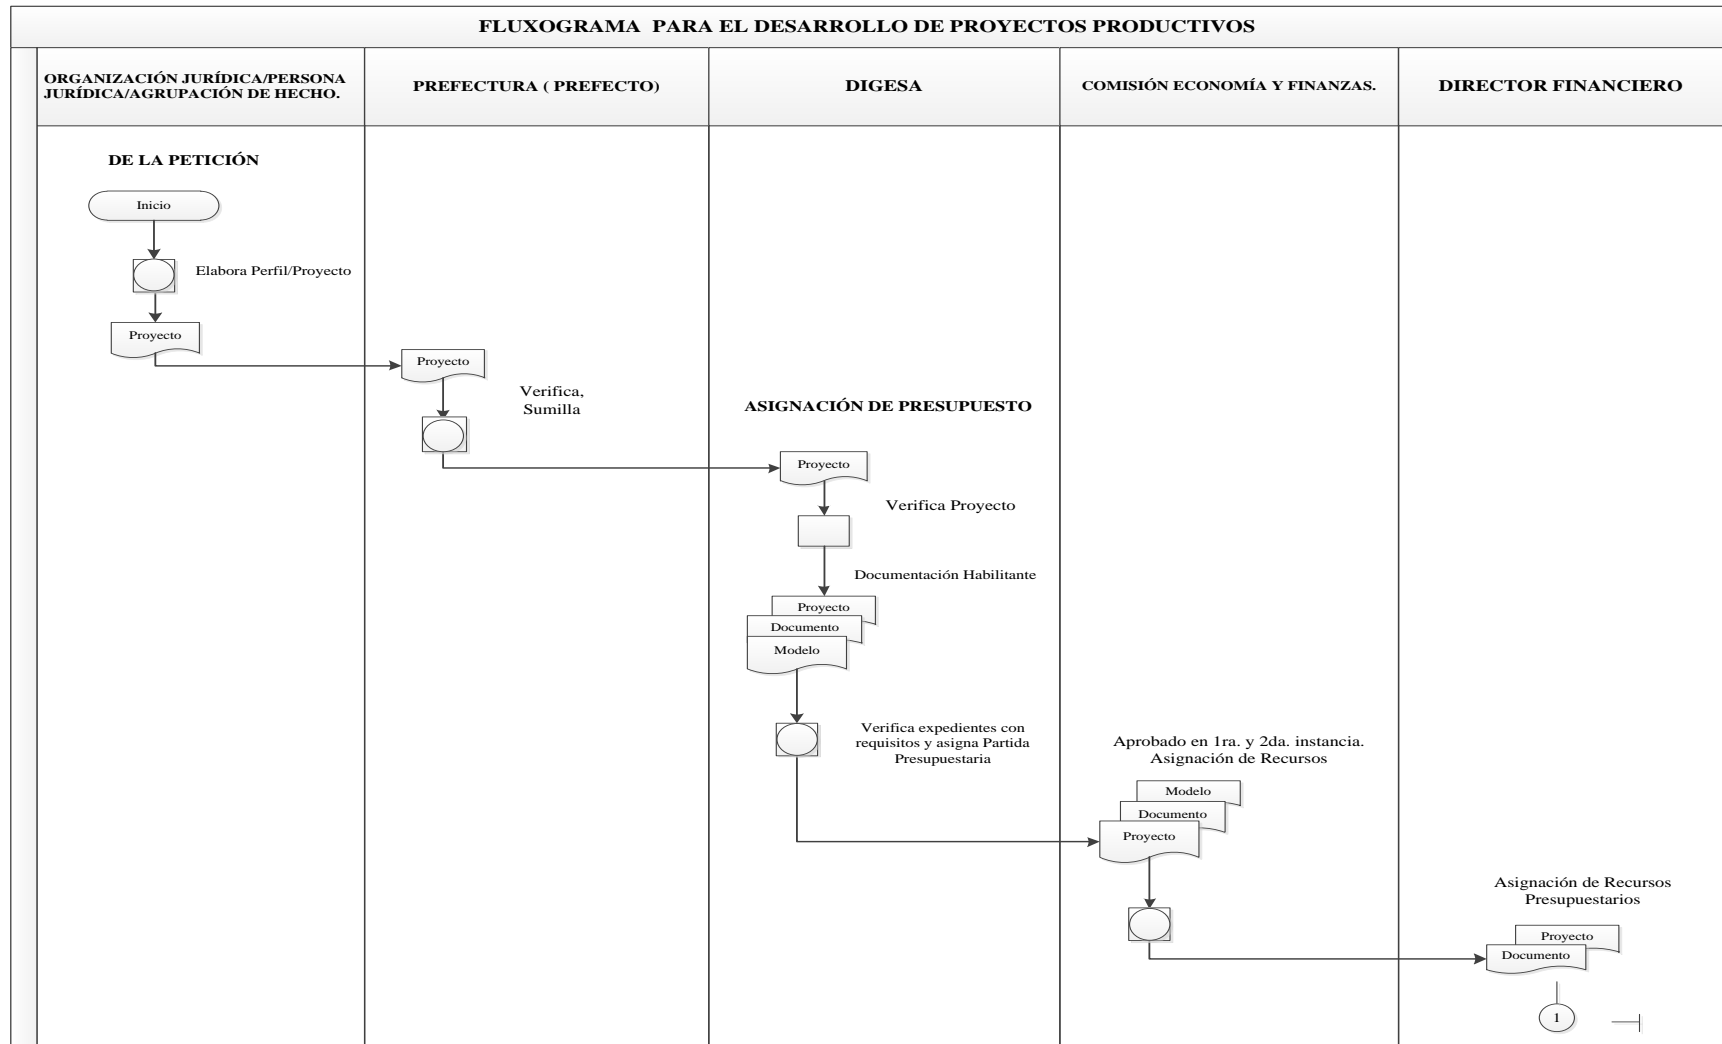 FLUXOGRAMA PARA EL DESARROLLO DE PROYECTOS PRODUCTIVOS
ORGANIZACIÓN JURÍDICA/PERSONA
JURÍDICA/AGRUPACIÓN DE HECHO.
PREFECTURA ( PREFECTO)
DIGESA
COMISIÓN ECONOMÍA Y FINANZAS.
DIRECTOR FINANCIERO
DE LA PETICIÓN
Inicio
Elabora Perfil/Proyecto
Proyecto
Proyecto
Verifica,
Sumilla
ASIGNACIÓN DE PRESUPUESTO
Proyecto
Verifica Proyecto
Documentación Habilitante
Proyecto
Documento
Modelo
Verifica expedientes con
requisitos y asigna Partida
Presupuestaria
Aprobado en 1ra. y 2da. instancia.
Asignación de Recursos
Modelo
Documento
Proyecto
Asignación de Recursos
Presupuestarios
Proyecto
Documento
1